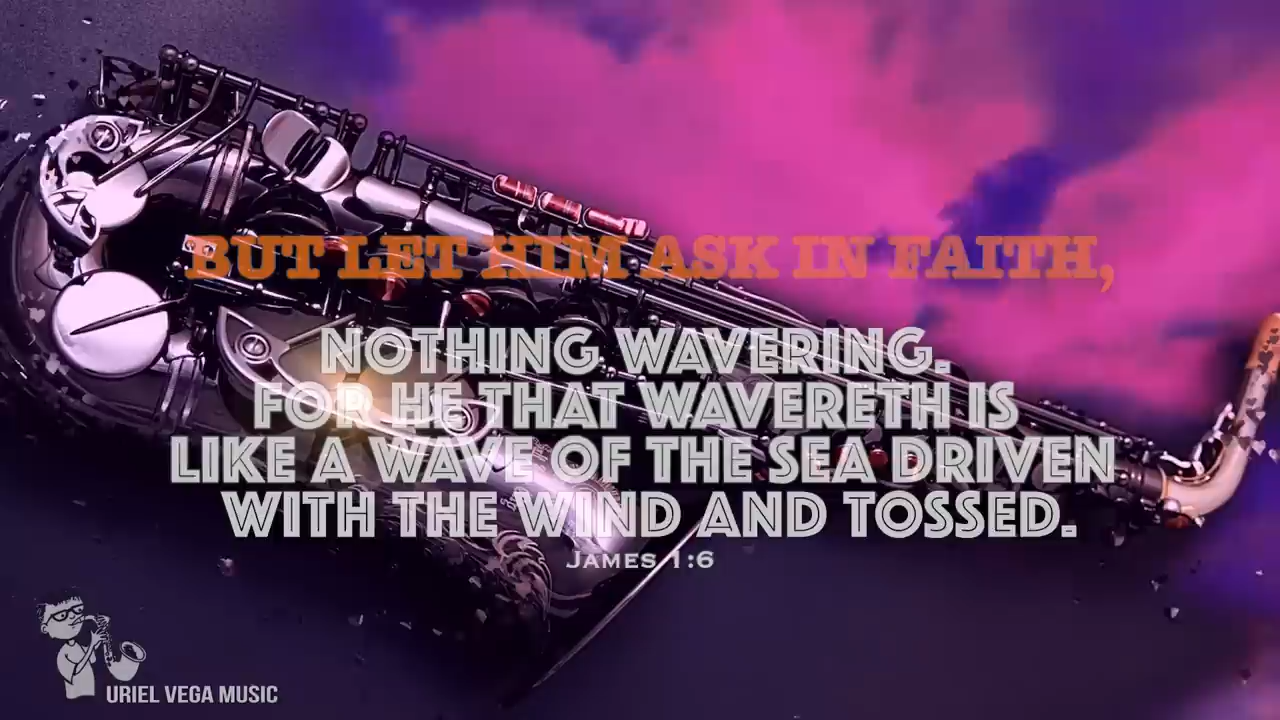 BUT LET HIM ASK IN FAITH,
NOTHING WAVERING.
FOR HE THAT WAVERETH IS
LIKE A WAVE OF THE SEA DRIVEN
WITH THE WIND AND TOSSED.
James 1:6
URIEL VEGA MUSIC